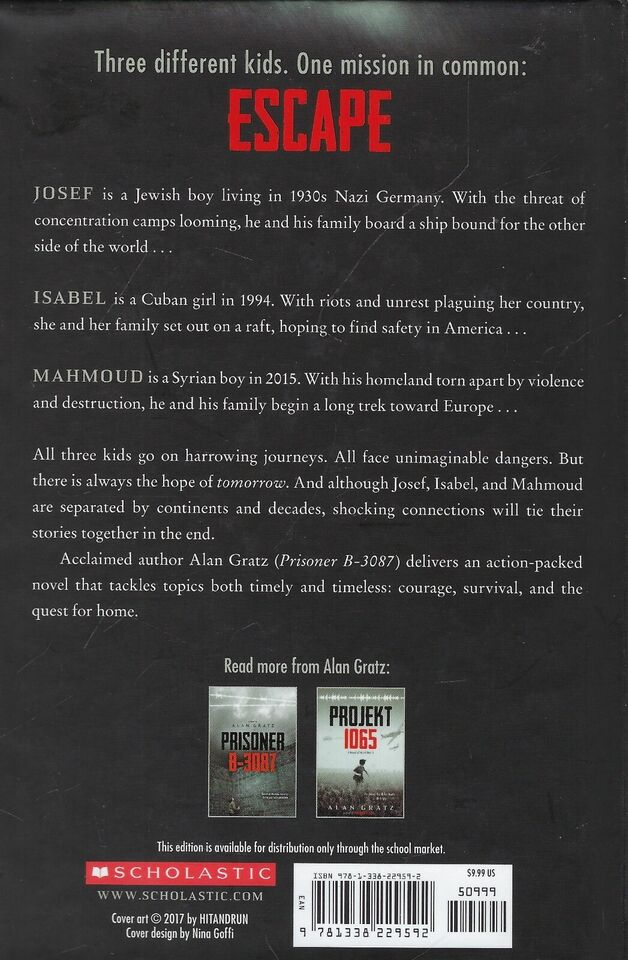 Three different kids. One mission in common:
ESCAPE
JOSEF is a Jewish boy living in 1930s Nazi Germany. With the threat of
concentration camps looming, he and his family board a ship bound for the other
side of the world . . .
ISABEL is a Cuban girl in 1994. With riots and unrest plaguing her country,
she and her family set out on a raft, hoping to find safety in America . . .
MAHMOUD is a Syrian boy in 2015. With his homeland torn apart by violence
and destruction, he and his family begin a long trek toward Europe . . .
All three kids go on harrowing journeys. All face unimaginable dangers. But
there is always the hope of tomorrow. And although Josef, Isabel, and Mahmoud
are separated by continents and decades, shocking connections will tie their
stories together in the end.
Acclaimed author Alan Gratz (Prisoner B-3087) delivers an action-packed
novel that tackles topics both timely and timeless: courage, survival, and the
quest for home.
Read more from Alan Gratz:
ALAN GRATZ
PRISONER
B-3087
PROJEKT
1065
ALAN GRATZ
This edition is available for distribution only through the school market.
SCHOLASTIC
WWW.SCHOLASTIC.COM
Cover art © 2017 by HITANDRUN
Cover design by Nina Goffi
ISBN 978-1-338-22959-2
$9.99 US
50999
EAN
9 781338 229592